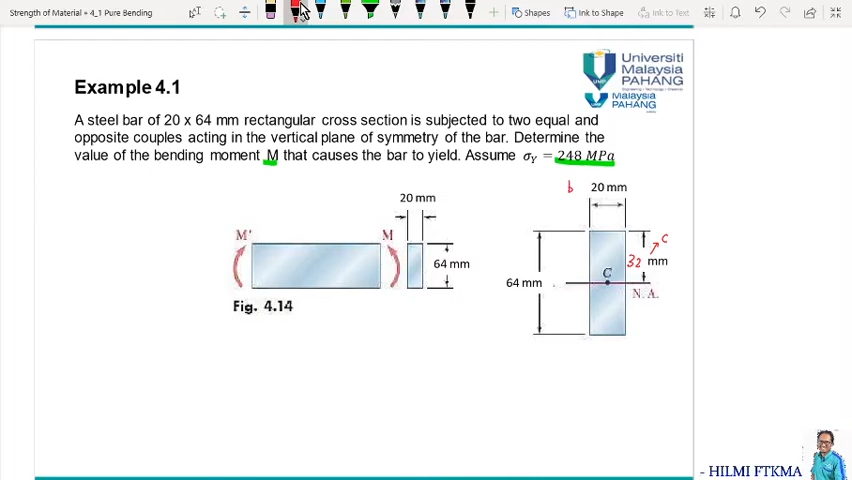 Strength of Material + 4_1 Pure Bending
Shapes
Ink to Shape
Ink to Text
Example 4.1
Universiti
Malaysia
PAHANG
Malaysia
PAHANG
A steel bar of 20 x 64 mm rectangular cross section is subjected to two equal and
opposite couples acting in the vertical plane of symmetry of the bar. Determine the
value of the bending moment M that causes the bar to yield. Assume σY = 248 MPa
b 20 mm
20 mm
M' M
64 mm
c
32 mm
C
64 mm
N. A.
Fig. 4.14
- HILMI FTKMA